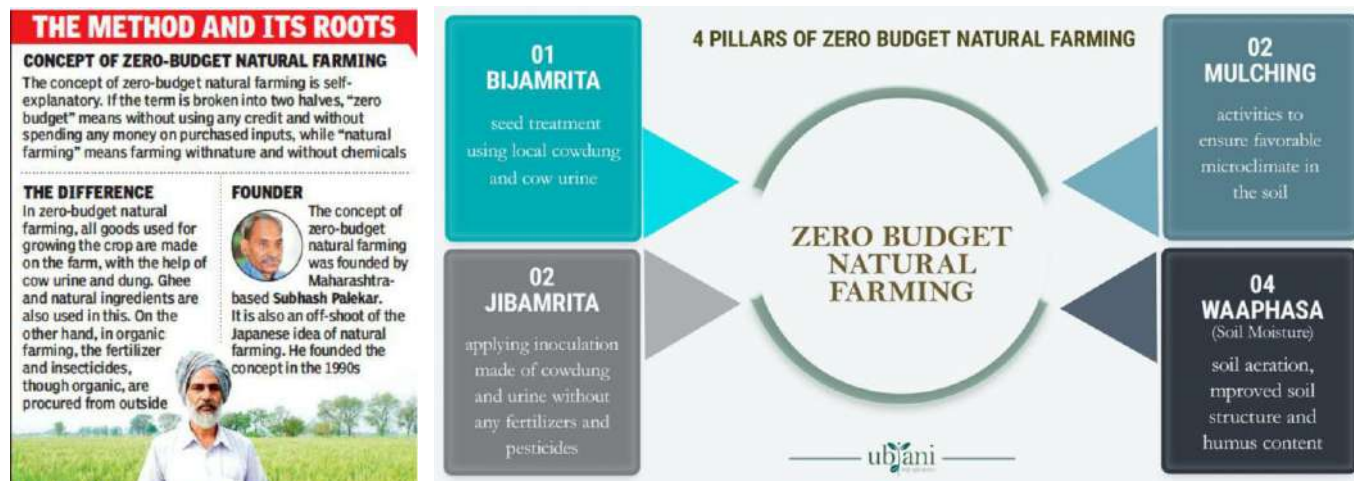 THE METHOD AND ITS ROOTS
CONCEPT OF ZERO-BUDGET NATURAL FARMING
The concept of zero-budget natural farming is self-
explanatory. If the term is broken into two halves, “zero
budget” means without using any credit and without
spending any money on purchased inputs, while “natural
farming” means farming withnature and without chemicals
THE DIFFERENCE
In zero-budget natural
farming, all goods used for
growing the crop are made
on the farm, with the help of
cow urine and dung. Ghee
and natural ingredients are
also used in this. On the
other hand, in organic
farming, the fertilizer
and insecticides,
though organic, are
procured from outside
FOUNDER
The concept of
zero-budget
natural farming
was founded by
Maharashtra-
based Subhash Palekar.
It is also an off-shoot of the
Japanese idea of natural
farming. He founded the
concept in the 1990s
4 PILLARS OF ZERO BUDGET NATURAL FARMING
01
BIJAMRITA
seed treatment
using local cowdung
and cow urine
02
MULCHING
activities to
ensure favorable
microclimate in
the soil
ZERO BUDGET
NATURAL
FARMING
02
JIBAMRITA
applying inoculation
made of cowdung
and urine without
any fertilizers and
pesticides
04
WAAPHASA
(Soil Moisture)
soil aeration,
mproved soil
structure and
humus content
ubjani